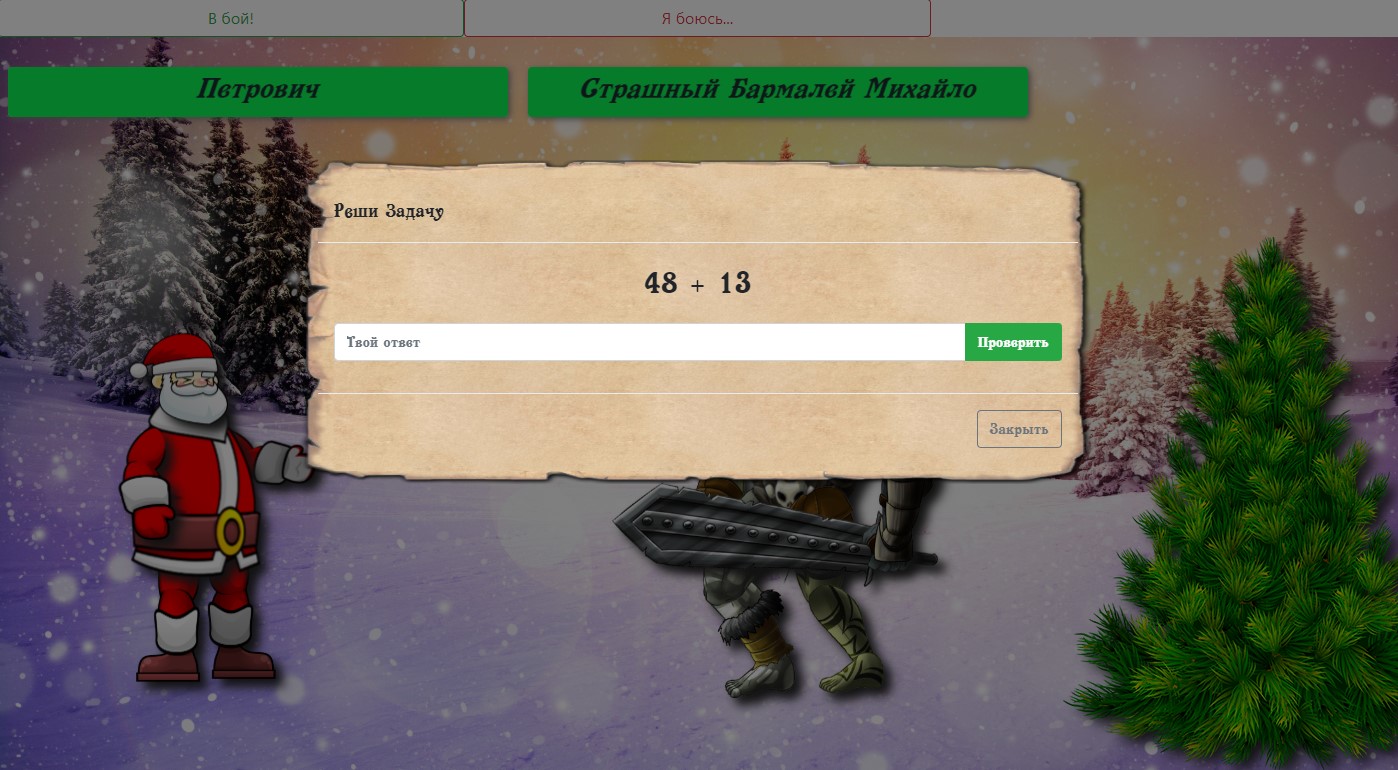 В бой!
Я боюсь...
Петрович
Страшный Бармалей Михайло
Реши Задачу
48 + 13
Твой ответ
Проверить
Закрыть